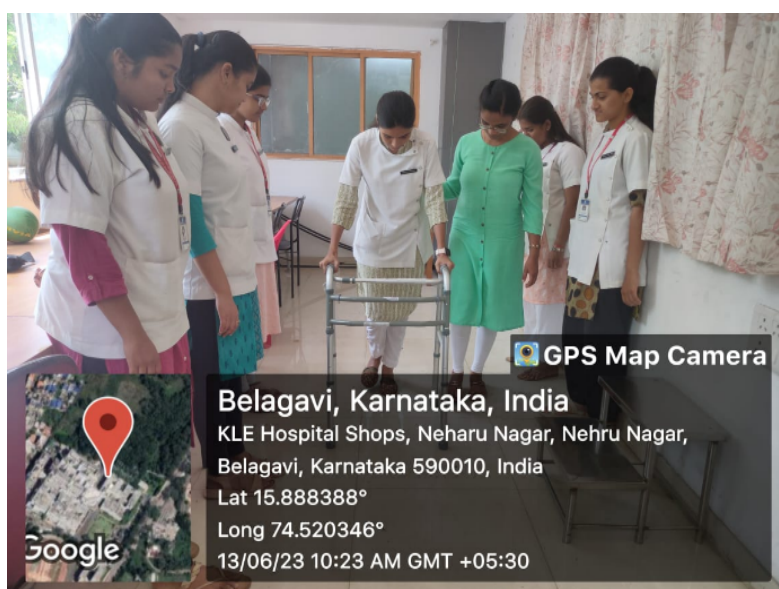 GPS Map Camera
Belagavi, Karnataka, India
KLE Hospital Shops, Neharu Nagar, Nehru Nagar,
Belagavi, Karnataka 590010, India
Lat 15.888388°
Long 74.520346°
13/06/23 10:23 AM GMT +05:30
Google